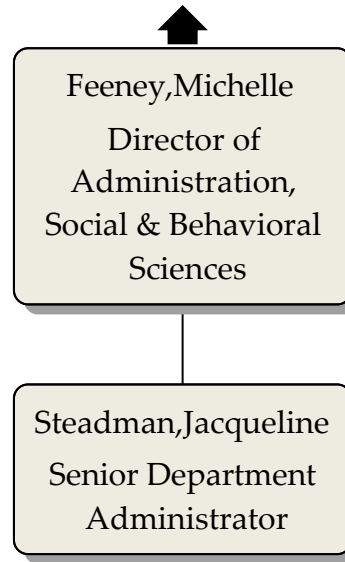 Feeney,Michelle
Director of
Administration,
Social & Behavioral
Sciences
Steadman,Jacqueline
Senior Department
Administrator